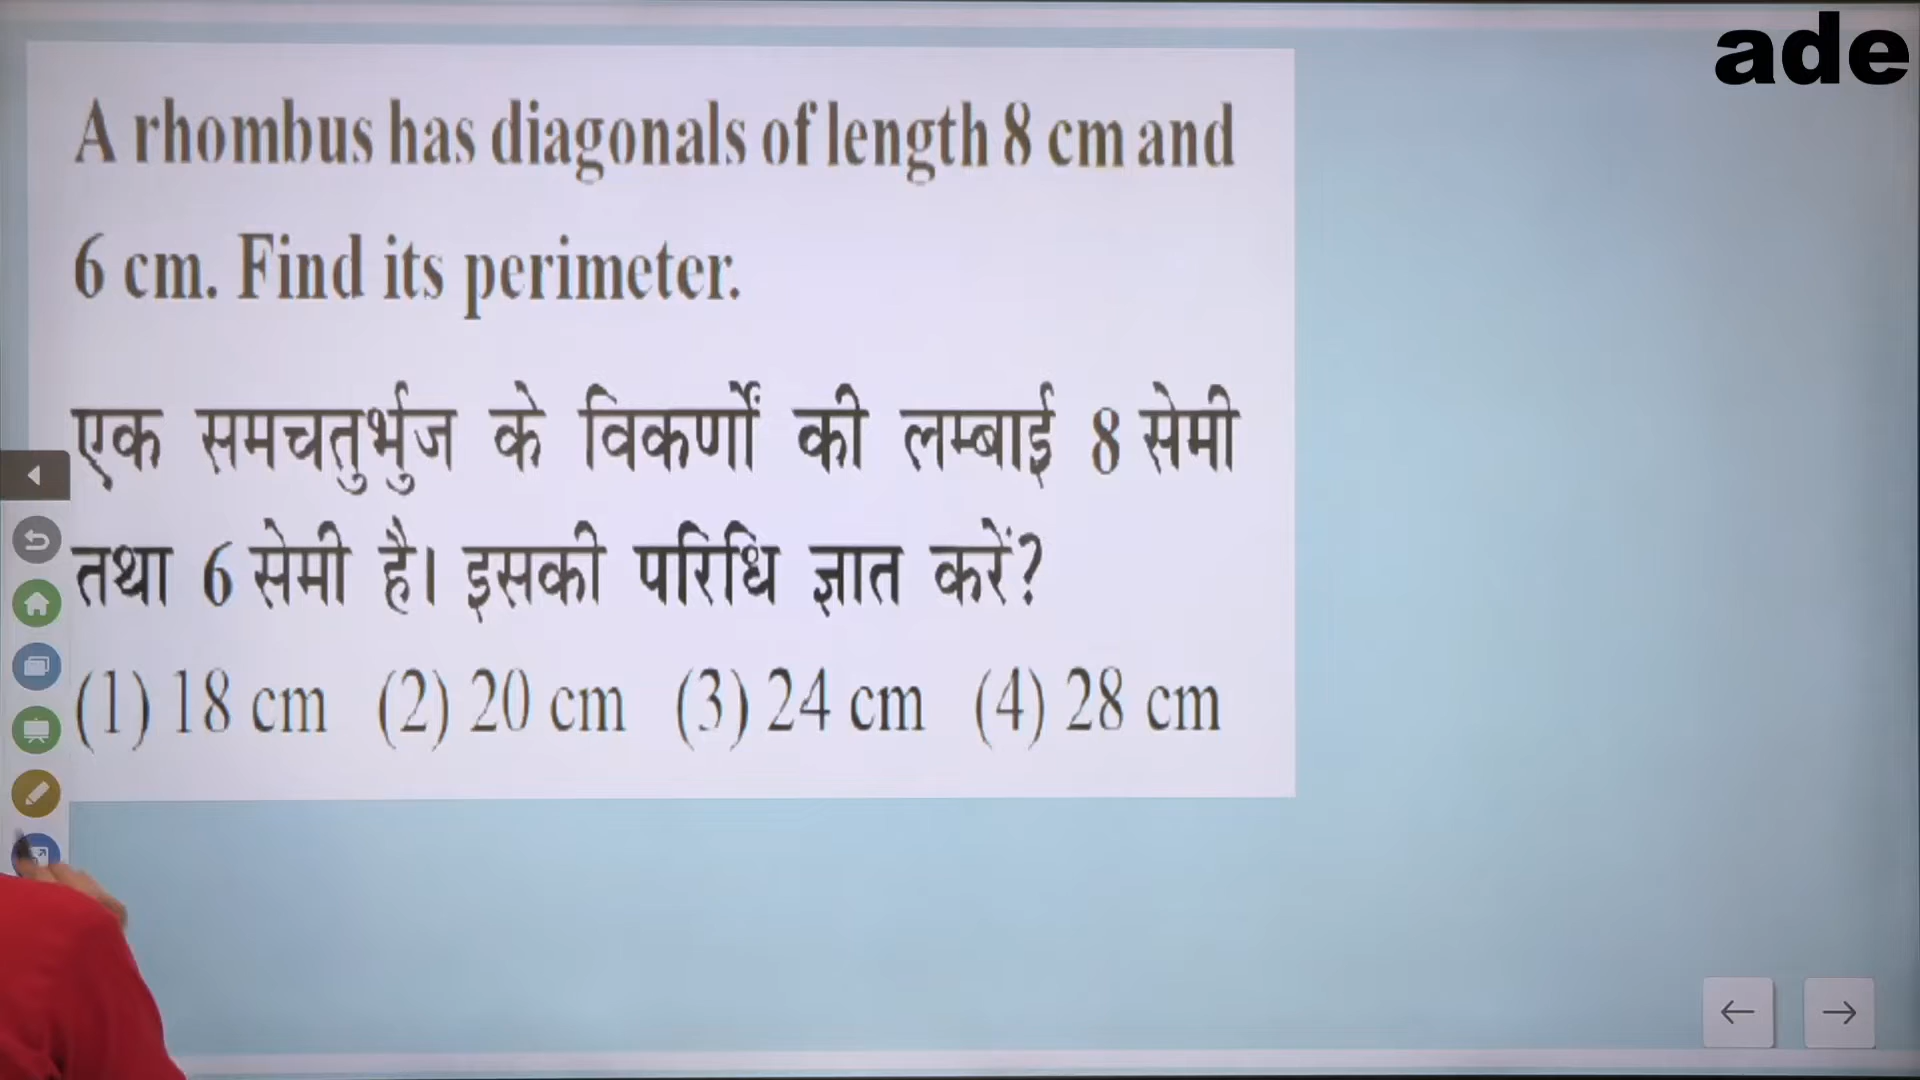 ade
A rhombus has diagonals of length 8 cm and
6 cm. Find its perimeter.
एक समचतुर्भुज के विकर्णों की लम्बाई 8 सेमी
तथा 6 सेमी है। इसकी परिधि ज्ञात करें?
(1) 18 cm (2) 20 cm (3) 24 cm (4) 28 cm